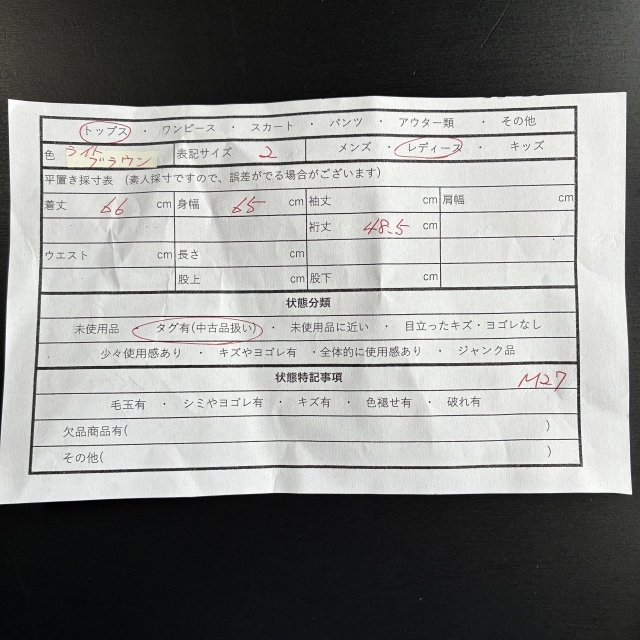 トップス ・ ワンピース ・ スカート ・ パンツ ・ アウター類 ・ その他
色 ライトブラウン 表記サイズ 2 メンズ ・ レディース ・ キッズ
平置き採寸表 (素人採寸ですので、誤差がでる場合がございます)
着丈 66 cm 身幅 65 cm 袖丈 cm 肩幅 cm
裄丈 48.5 cm
ウエスト cm 長さ cm cm cm
股上 cm 股下 cm
状態分類
未使用品 ・ タグ有(中古品扱い) ・ 未使用品に近い ・ 目立ったキズ・ヨゴレなし
少々使用感あり ・ キズやヨゴレ有 ・全体的に使用感あり ・ ジャンク品
状態特記事項 M27
毛玉有 ・ シミやヨゴレ有 ・ キズ有 ・ 色褪せ有 ・ 破れ有
欠品商品有( )
その他( )